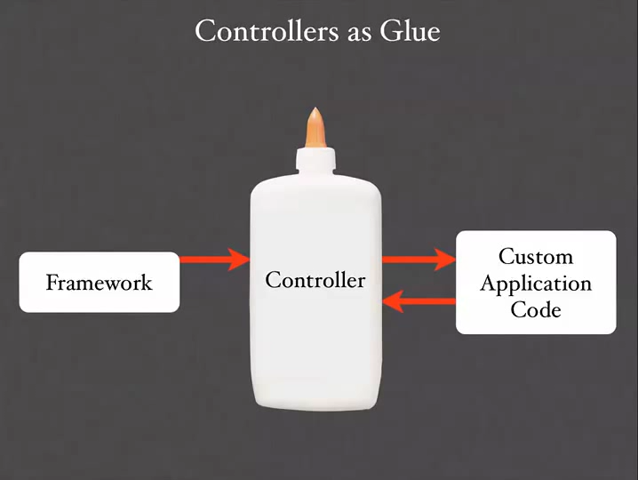 Controllers as Glue
Framework
Controller
Custom
Application
Code